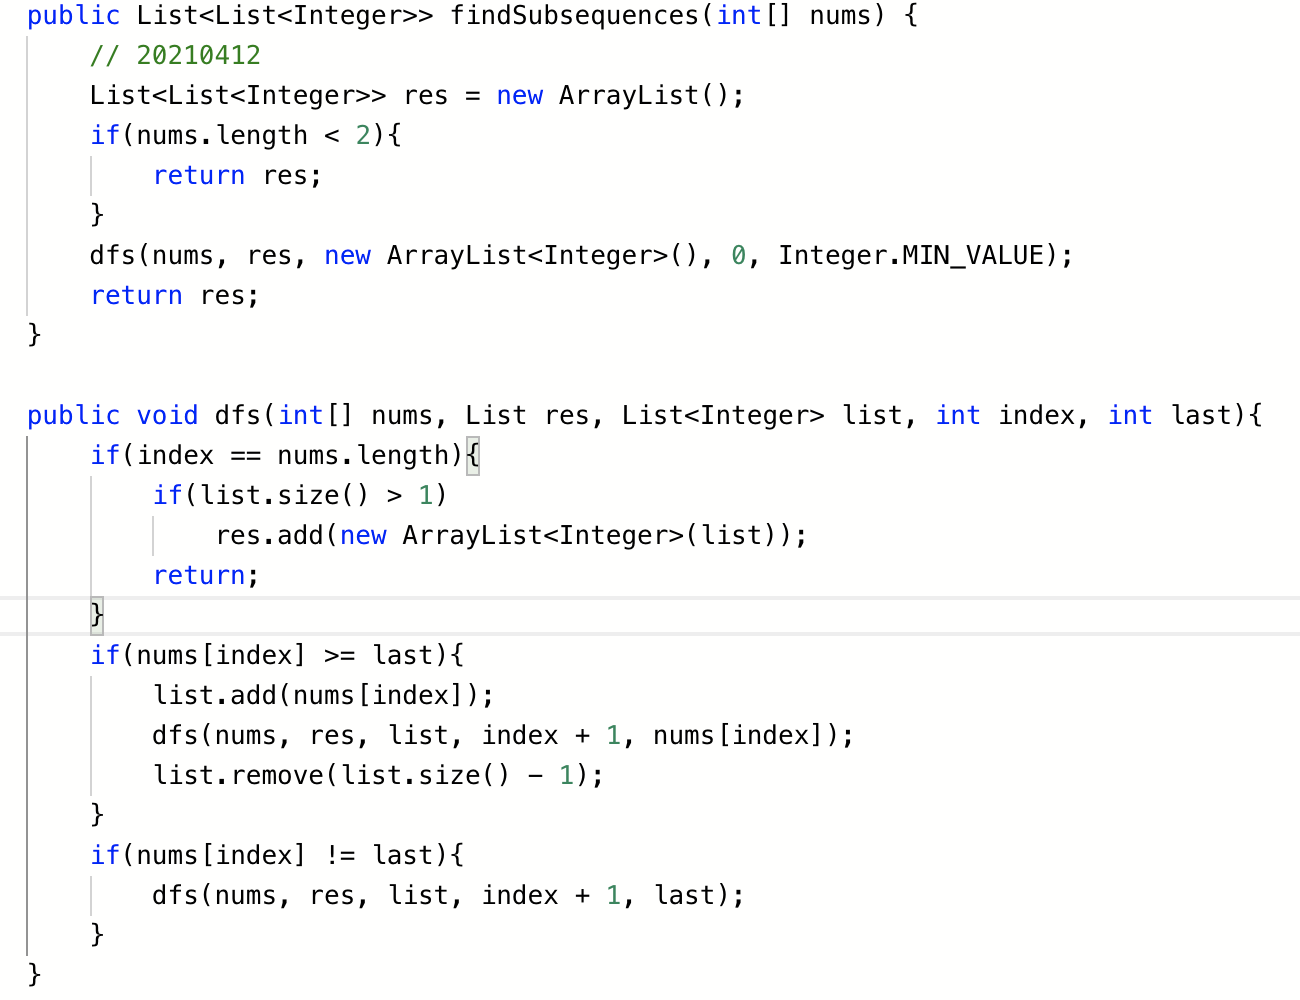 public List<List<Integer>> findSubsequences(int[] nums) {
    // 20210412
    List<List<Integer>> res = new ArrayList();
    if(nums.length < 2){
        return res;
    }
    dfs(nums, res, new ArrayList<Integer>(), 0, Integer.MIN_VALUE);
    return res;
}

public void dfs(int[] nums, List res, List<Integer> list, int index, int last){
    if(index == nums.length){
        if(list.size() > 1)
            res.add(new ArrayList<Integer>(list));
        return;
    }
    if(nums[index] >= last){
        list.add(nums[index]);
        dfs(nums, res, list, index + 1, nums[index]);
        list.remove(list.size() - 1);
    }
    if(nums[index] != last){
        dfs(nums, res, list, index + 1, last);
    }
}